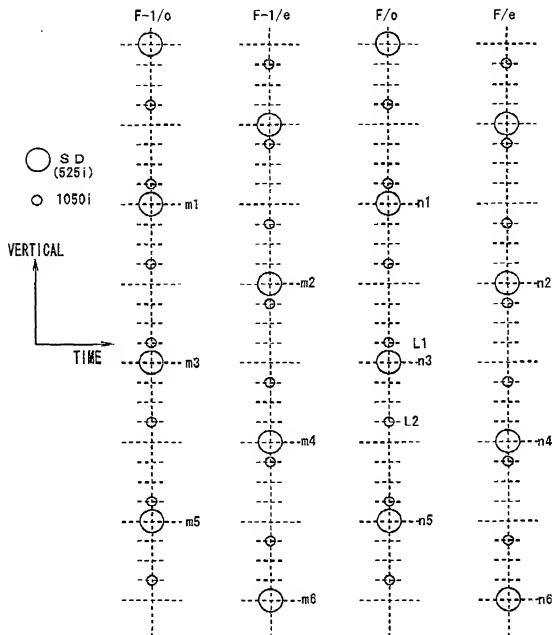 F-1/o F-1/e F/o F/e
SD
(525i)
1050i
m1 n1
VERTICAL
m2 n2
L1
TIME
m3 n3
L2
m4 n4
m5 n5
m6 n6